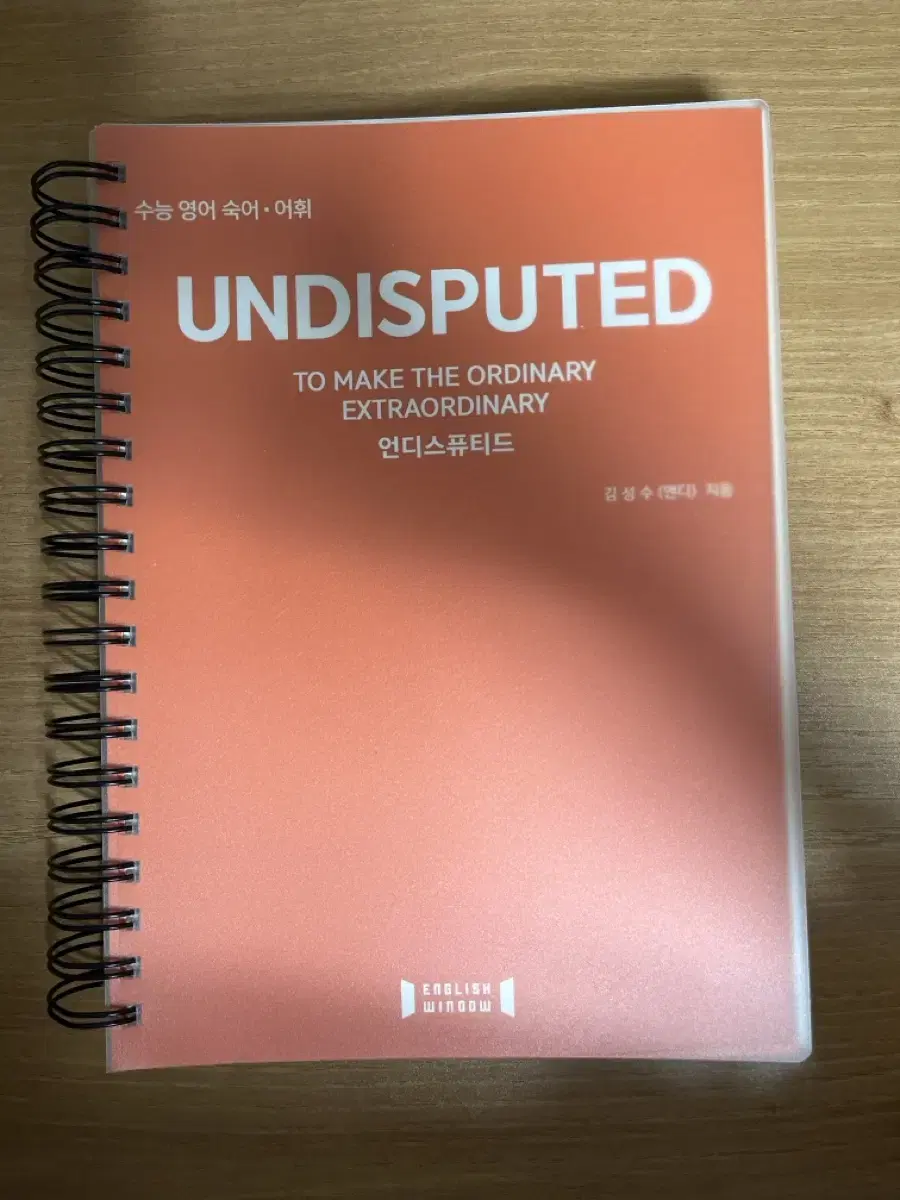 수능 영어 숙어·어휘
UNDISPUTED
TO MAKE THE ORDINARY
EXTRAORDINARY
언디스퓨티드
김성수(앤디) 지음
ENGLISH
WINDOW